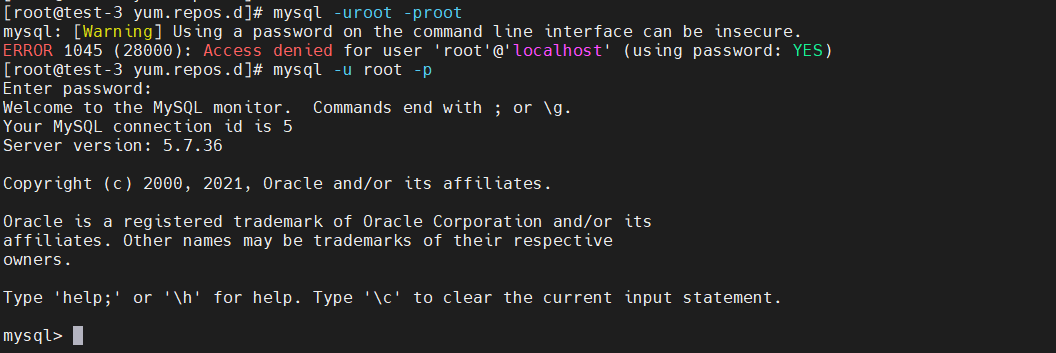 [root@test-3 yum.repos.d]# mysql -uroot -proot
mysql: [Warning] Using a password on the command line interface can be insecure.
ERROR 1045 (28000): Access denied for user 'root'@'localhost' (using password: YES)
[root@test-3 yum.repos.d]# mysql -u root -p
Enter password:
Welcome to the MySQL monitor.  Commands end with ; or \g.
Your MySQL connection id is 5
Server version: 5.7.36
Copyright (c) 2000, 2021, Oracle and/or its affiliates.
Oracle is a registered trademark of Oracle Corporation and/or its
affiliates. Other names may be trademarks of their respective
owners.
Type 'help;' or '\h' for help. Type '\c' to clear the current input statement.
mysql>